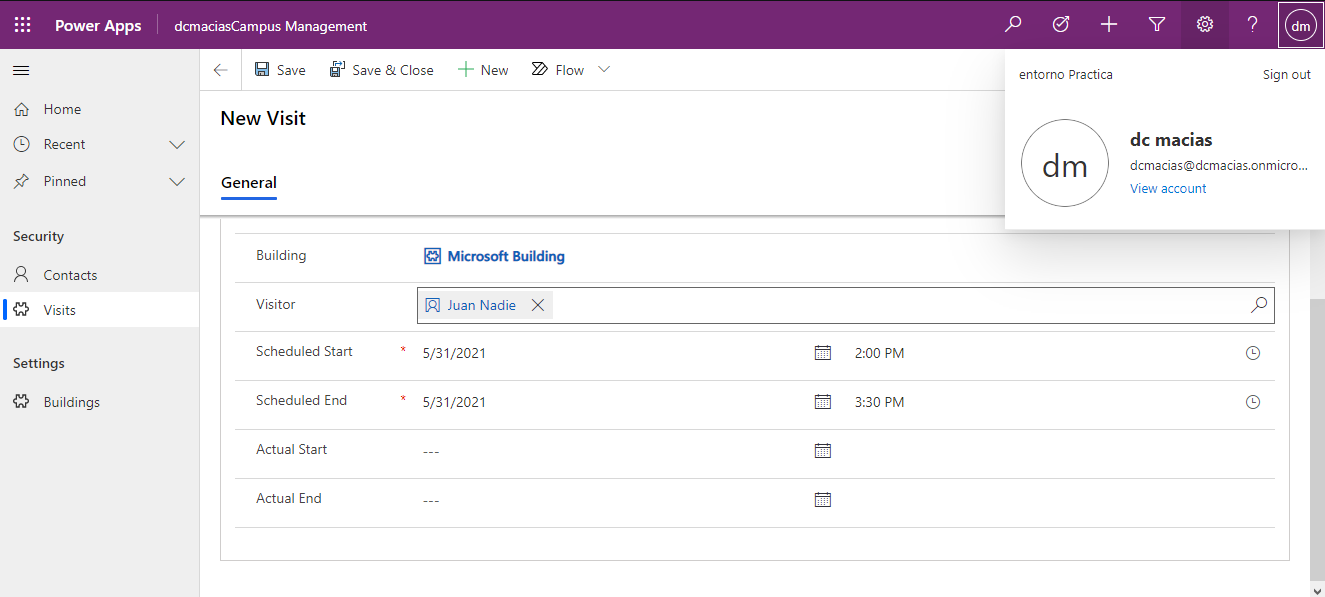 Power Apps dcmaciasCampus Management dm
entorno Practica Sign out
dm
dc macias
dcmacias@dcmacias.onmicro...
View account
Save Save & Close New Flow
Home
Recent
Pinned
Security
Contacts
Visits
Settings
Buildings
New Visit
General
Building Microsoft Building
Visitor Juan Nadie
Scheduled Start * 5/31/2021 2:00 PM
Scheduled End * 5/31/2021 3:30 PM
Actual Start ---
Actual End ---